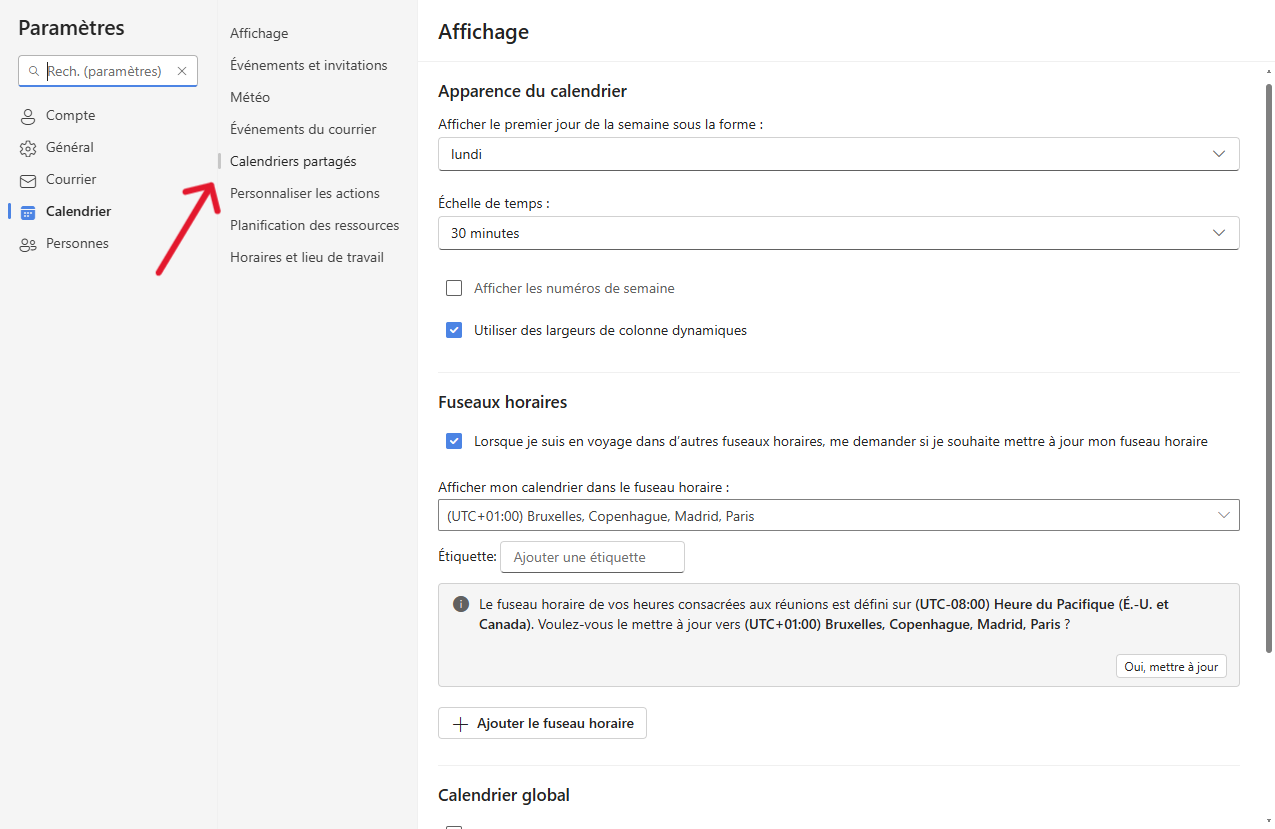 Paramètres
Rech. (paramètres)
Compte
Général
Courrier
Calendrier
Personnes
Affichage
Événements et invitations
Météo
Événements du courrier
Calendriers partagés
Personnaliser les actions
Planification des ressources
Horaires et lieu de travail
Affichage
Apparence du calendrier
Afficher le premier jour de la semaine sous la forme :
lundi
Échelle de temps :
30 minutes
Afficher les numéros de semaine
Utiliser des largeurs de colonne dynamiques
Fuseaux horaires
Lorsque je suis en voyage dans d’autres fuseaux horaires, me demander si je souhaite mettre à jour mon fuseau horaire
Afficher mon calendrier dans le fuseau horaire :
(UTC+01:00) Bruxelles, Copenhague, Madrid, Paris
Étiquette: Ajouter une étiquette
Le fuseau horaire de vos heures consacrées aux réunions est défini sur (UTC-08:00) Heure du Pacifique (É.-U. et
Canada). Voulez-vous le mettre à jour vers (UTC+01:00) Bruxelles, Copenhague, Madrid, Paris ?
Oui, mettre à jour
Ajouter le fuseau horaire
Calendrier global